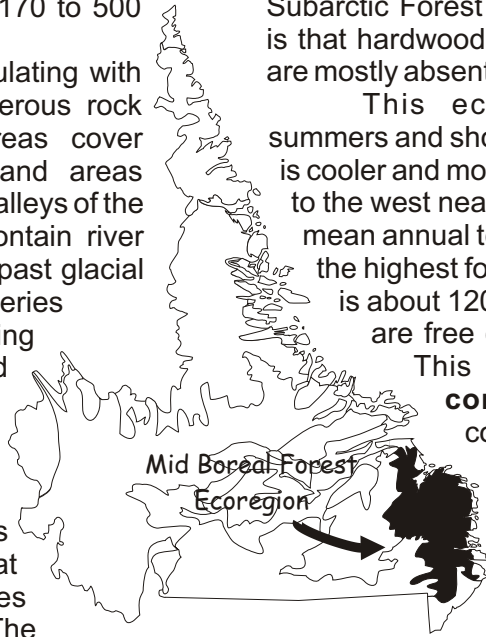 170 to 500
ulating with
erous rock
reas cover
and areas
alleys of the
ontain river
past glacial
eries
ing
d
s
at
es
The
Subarctic Forest
is that hardwood
are mostly absent
This ec
summers and sho
is cooler and mo
to the west nea
mean annual t
the highest fo
is about 120
are free
This
co
co
Mid Boreal Forest
Ecoregion